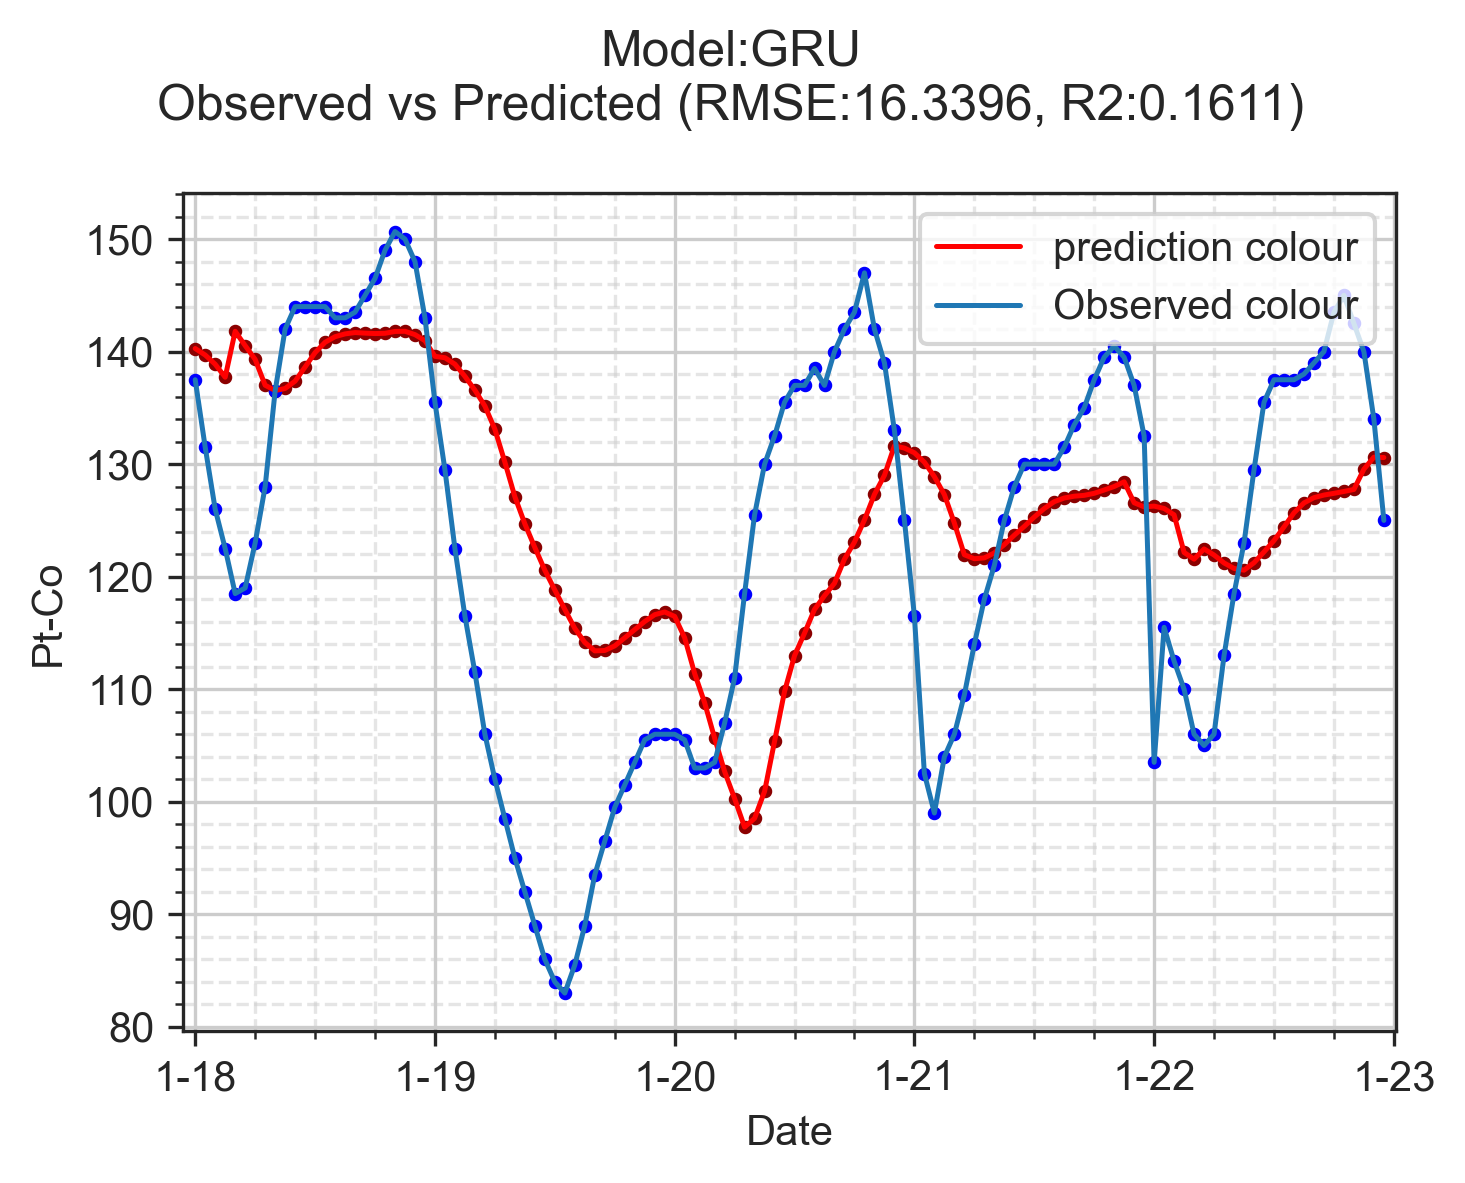 Model:GRU
Observed vs Predicted (RMSE:16.3396, R2:0.1611)
prediction colour
Observed colour
150
140
130
120
110
100
90
80
Pt-Co
1-18 1-19 1-20 1-21 1-22 1-23
Date